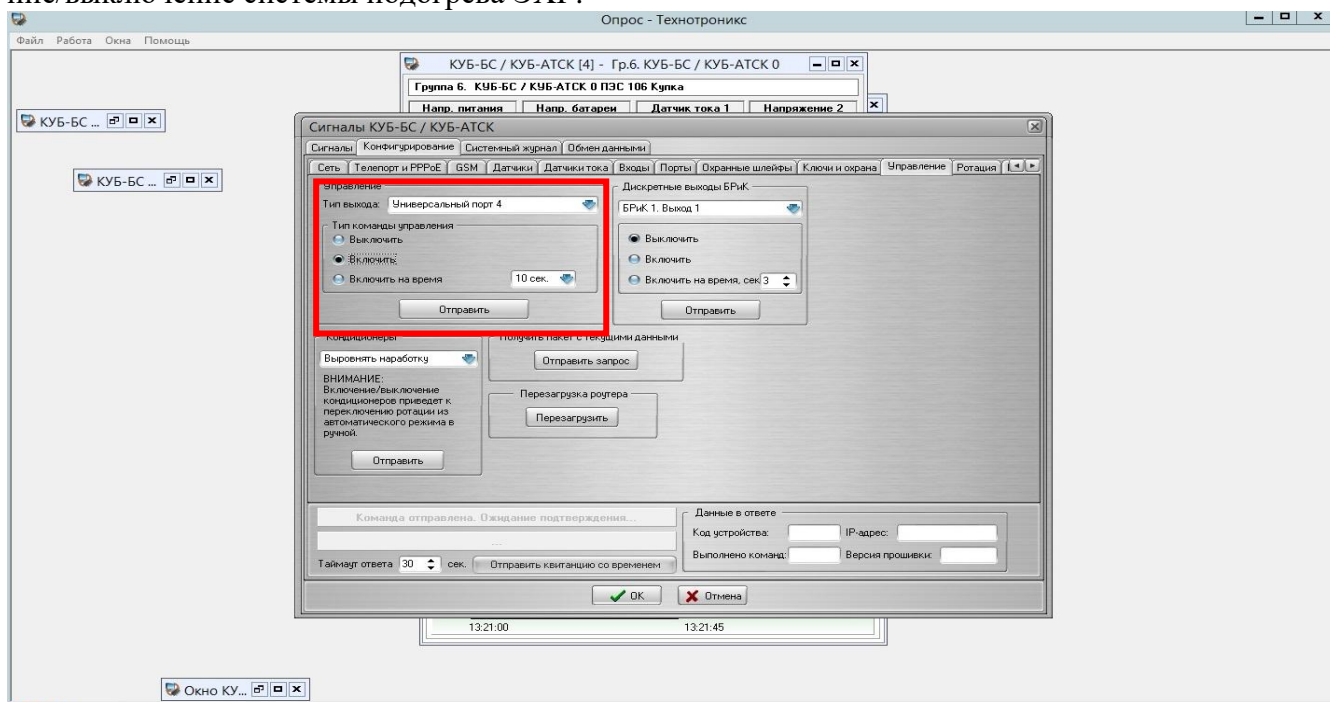 ние/выключение системы подогрева ЭАГ.
Опрос - Технотроникс
Файл Работа Окна Помощь
КУБ-БС / КУБ-АТСК [4] - Гр.6. КУБ-БС / КУБ-АТСК 0
Группа 6. КУБ-БС / КУБ-АТСК 0 ПЭС 106 Купка
Напр. питания Напр. батареи Датчик тока 1 Напряжение 2
КУБ-БС ...
КУБ-БС ...
Сигналы КУБ-БС / КУБ-АТСК
Сигналы Конфигурирование Системный журнал Обмен данными
Сеть Телепорт и PPPoE GSM Датчики Датчики тока Входы Порты Охранные шлейфы Ключи и охрана Управление Ротация
Управление
Тип выхода: Универсальный порт 4
Тип команды управления
Выключить
Включить
Включить на время 10 сек.
Отправить
Дискретные выходы БРиК
БРиК 1. Выход 1
Выключить
Включить
Включить на время, сек 3
Отправить
Кондиционеры
Выровнять наработку
ВНИМАНИЕ:
Включение/выключение
кондиционеров приведет к
переключению ротации из
автоматического режима в
ручной.
Отправить
Получить пакет с текущими данными
Отправить запрос
Перезагрузка роутера
Перезагрузить
Команда отправлена. Ожидание подтверждения...
...
Таймаут ответа 30 сек. Отправить квитанцию со временем
Данные в ответе
Код устройства: IP-адрес:
Выполнено команд: Версия прошивки:
OK Отмена
13:21:00 13:21:45
Окно КУ...